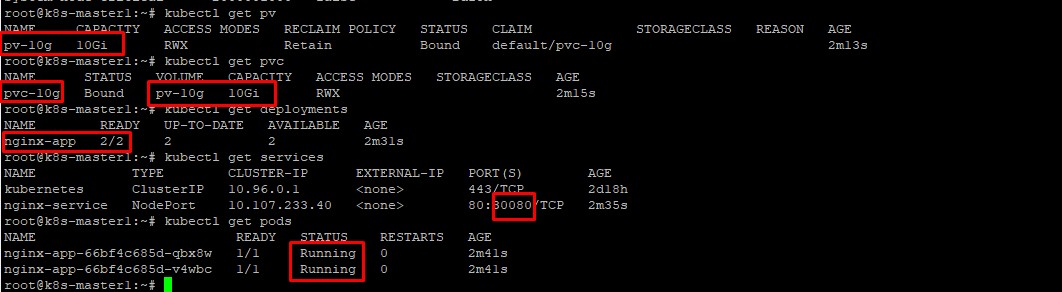 root@k8s-master1:~# kubectl get pv
NAME CAPACITY ACCESS MODES RECLAIM POLICY STATUS CLAIM STORAGECLASS REASON AGE
pv-10g 10Gi RWX Retain Bound default/pvc-10g 2m13s
root@k8s-master1:~# kubectl get pvc
NAME STATUS VOLUME CAPACITY ACCESS MODES STORAGECLASS AGE
pvc-10g Bound pv-10g 10Gi RWX 2m15s
root@k8s-master1:~# kubectl get deployments
NAME READY UP-TO-DATE AVAILABLE AGE
nginx-app 2/2 2 2 2m31s
root@k8s-master1:~# kubectl get services
NAME TYPE CLUSTER-IP EXTERNAL-IP PORT(S) AGE
kubernetes ClusterIP 10.96.0.1 <none> 443/TCP 2d18h
nginx-service NodePort 10.107.233.40 <none> 80:30080/TCP 2m35s
root@k8s-master1:~# kubectl get pods
NAME READY STATUS RESTARTS AGE
nginx-app-66bf4c685d-qbx8w 1/1 Running 0 2m41s
nginx-app-66bf4c685d-v4wbc 1/1 Running 0 2m41s
root@k8s-master1:~#